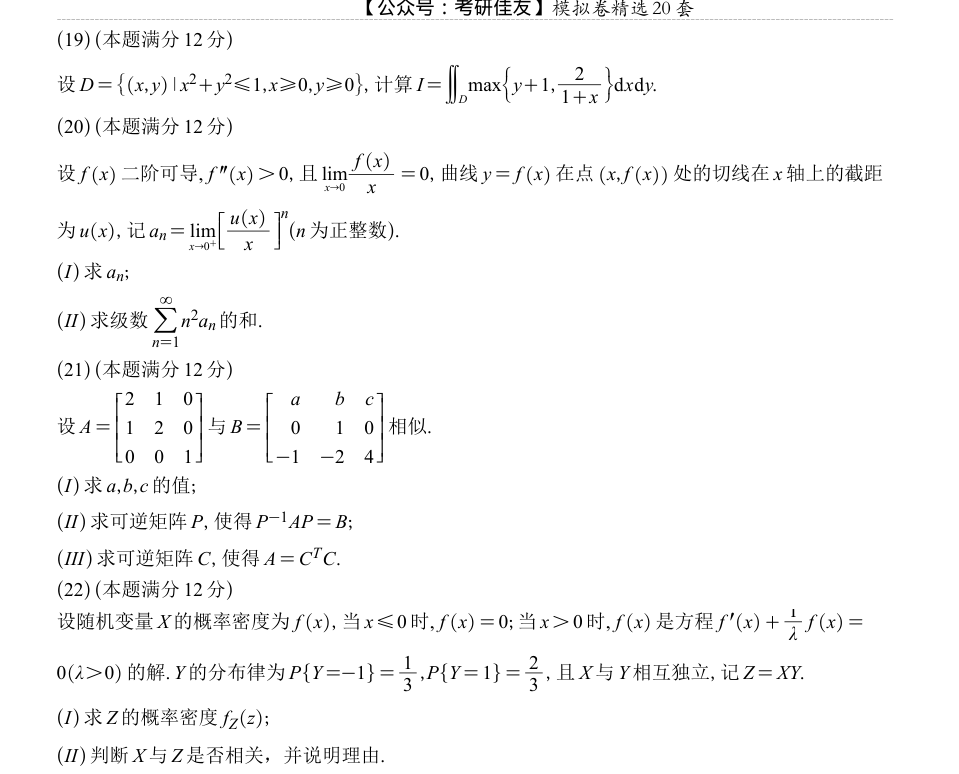 【公众号：考研佳友】模拟卷精选20套
(19)(本题满分12分)
设D={(x,y)|x²+y²⩽1,x⩾0,y⩾0}, 计算I=∬_D max{y+1, 2/(1+x)}dxdy.
(20)(本题满分12分)
设f(x)二阶可导,f″(x)>0, 且 lim_{x→0} f(x)/x =0, 曲线y=f(x)在点(x,f(x))处的切线在x轴上的截距
为u(x), 记aₙ= lim_{x→0⁺}[u(x)/x]ⁿ(n为正整数).
(I)求aₙ;
(II)求级数 ∑_{n=1}^{∞} n²aₙ的和.
(21)(本题满分12分)
设A=[2 1 0; 1 2 0; 0 0 1]与B=[a b c; 0 1 0; −1 −2 4]相似.
(I)求a,b,c的值;
(II)求可逆矩阵P, 使得P⁻¹AP=B;
(III)求可逆矩阵C, 使得A=CᵀC.
(22)(本题满分12分)
设随机变量X的概率密度为f(x), 当x⩽0时,f(x)=0; 当x>0时,f(x)是方程f′(x)+ 1/λ f(x)=
0(λ>0)的解. Y的分布律为P{Y=−1}= 1/3 ,P{Y=1}= 2/3 , 且X与Y相互独立, 记Z=XY.
(I)求Z的概率密度f_Z(z);
(II)判断X与Z是否相关，并说明理由.